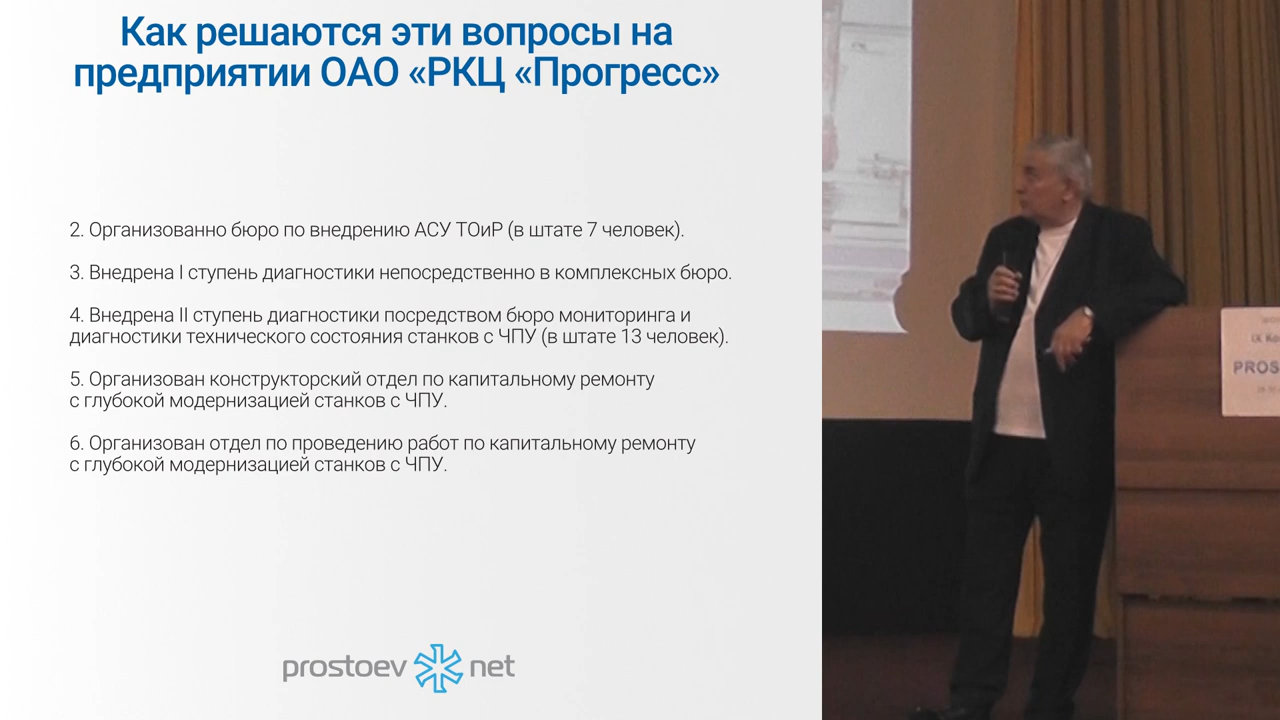 Как решаются эти вопросы на
предприятии ОАО «РКЦ «Прогресс»
2. Организованно бюро по внедрению АСУ ТОиР (в штате 7 человек).
3. Внедрена I ступень диагностики непосредственно в комплексных бюро.
4. Внедрена II ступень диагностики посредством бюро мониторинга и
диагностики технического состояния станков с ЧПУ (в штате 13 человек).
5. Организован конструкторский отдел по капитальному ремонту
с глубокой модернизацией станков с ЧПУ.
6. Организован отдел по проведению работ по капитальному ремонту
с глубокой модернизацией станков с ЧПУ.
prostoev net
IX Ко
PROS